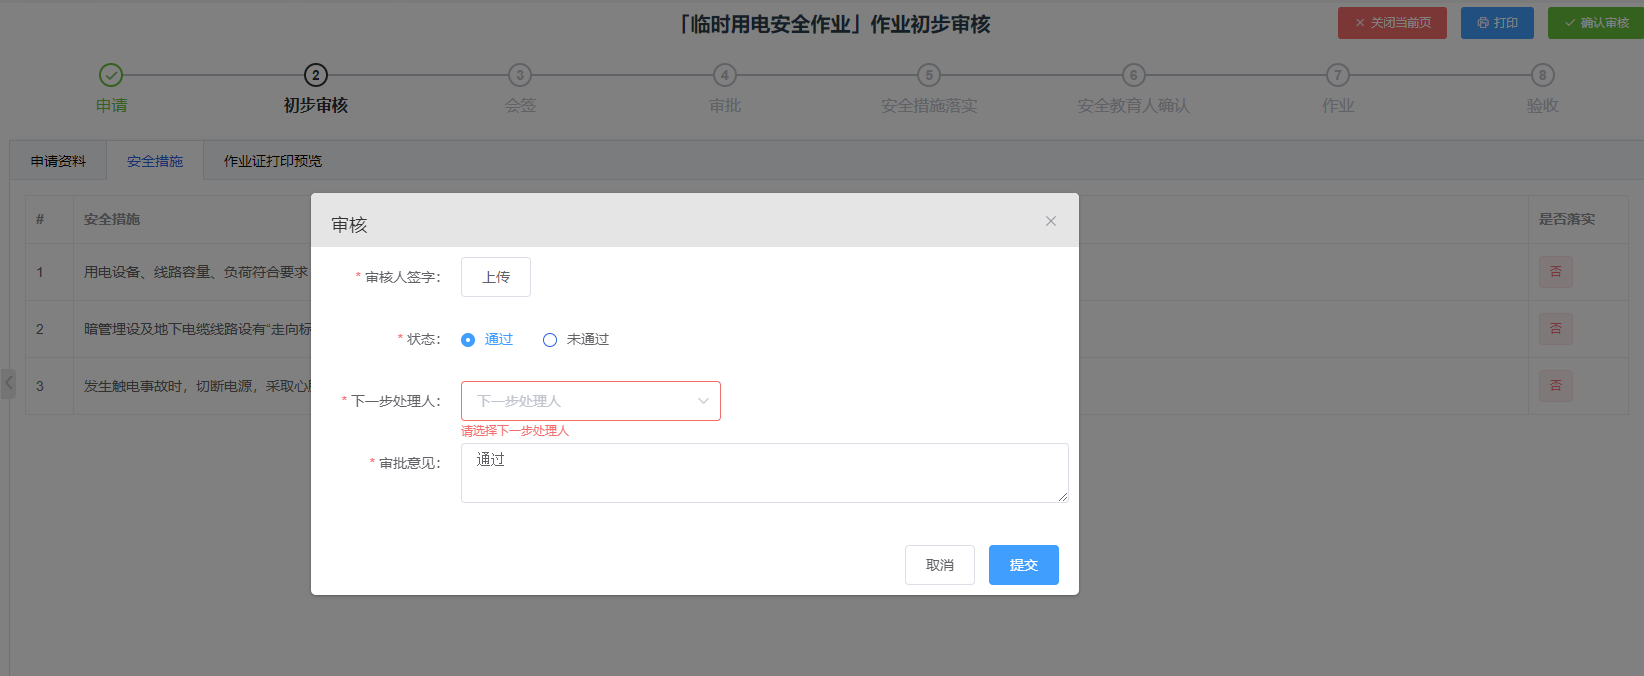 「临时用电安全作业」作业初步审核
关闭当前页
打印
确认审核
2
3
4
5
6
7
8
申请
初步审核
会签
审批
安全措施落实
安全教育人确认
作业
验收
申请资料
安全措施
作业证打印预览
#
安全措施
是否落实
1
用电设备、线路容量、负荷符合要求
否
2
暗管埋设及地下电缆线路设有“走向标
否
3
发生触电事故时，切断电源，采取心
否
审核
* 审核人签字：
上传
* 状态：
通过
未通过
* 下一步处理人：
下一步处理人
请选择下一步处理人
* 审批意见：
通过
取消
提交